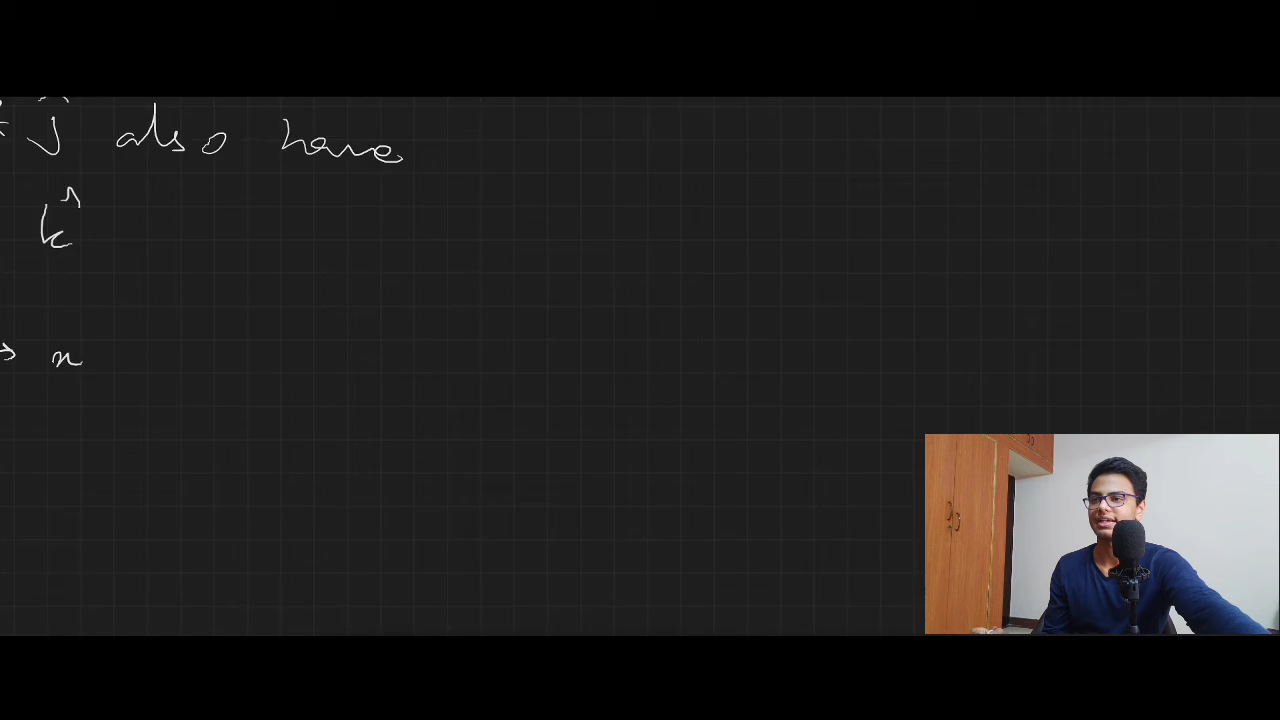 ĵ also have
k̂
→ x